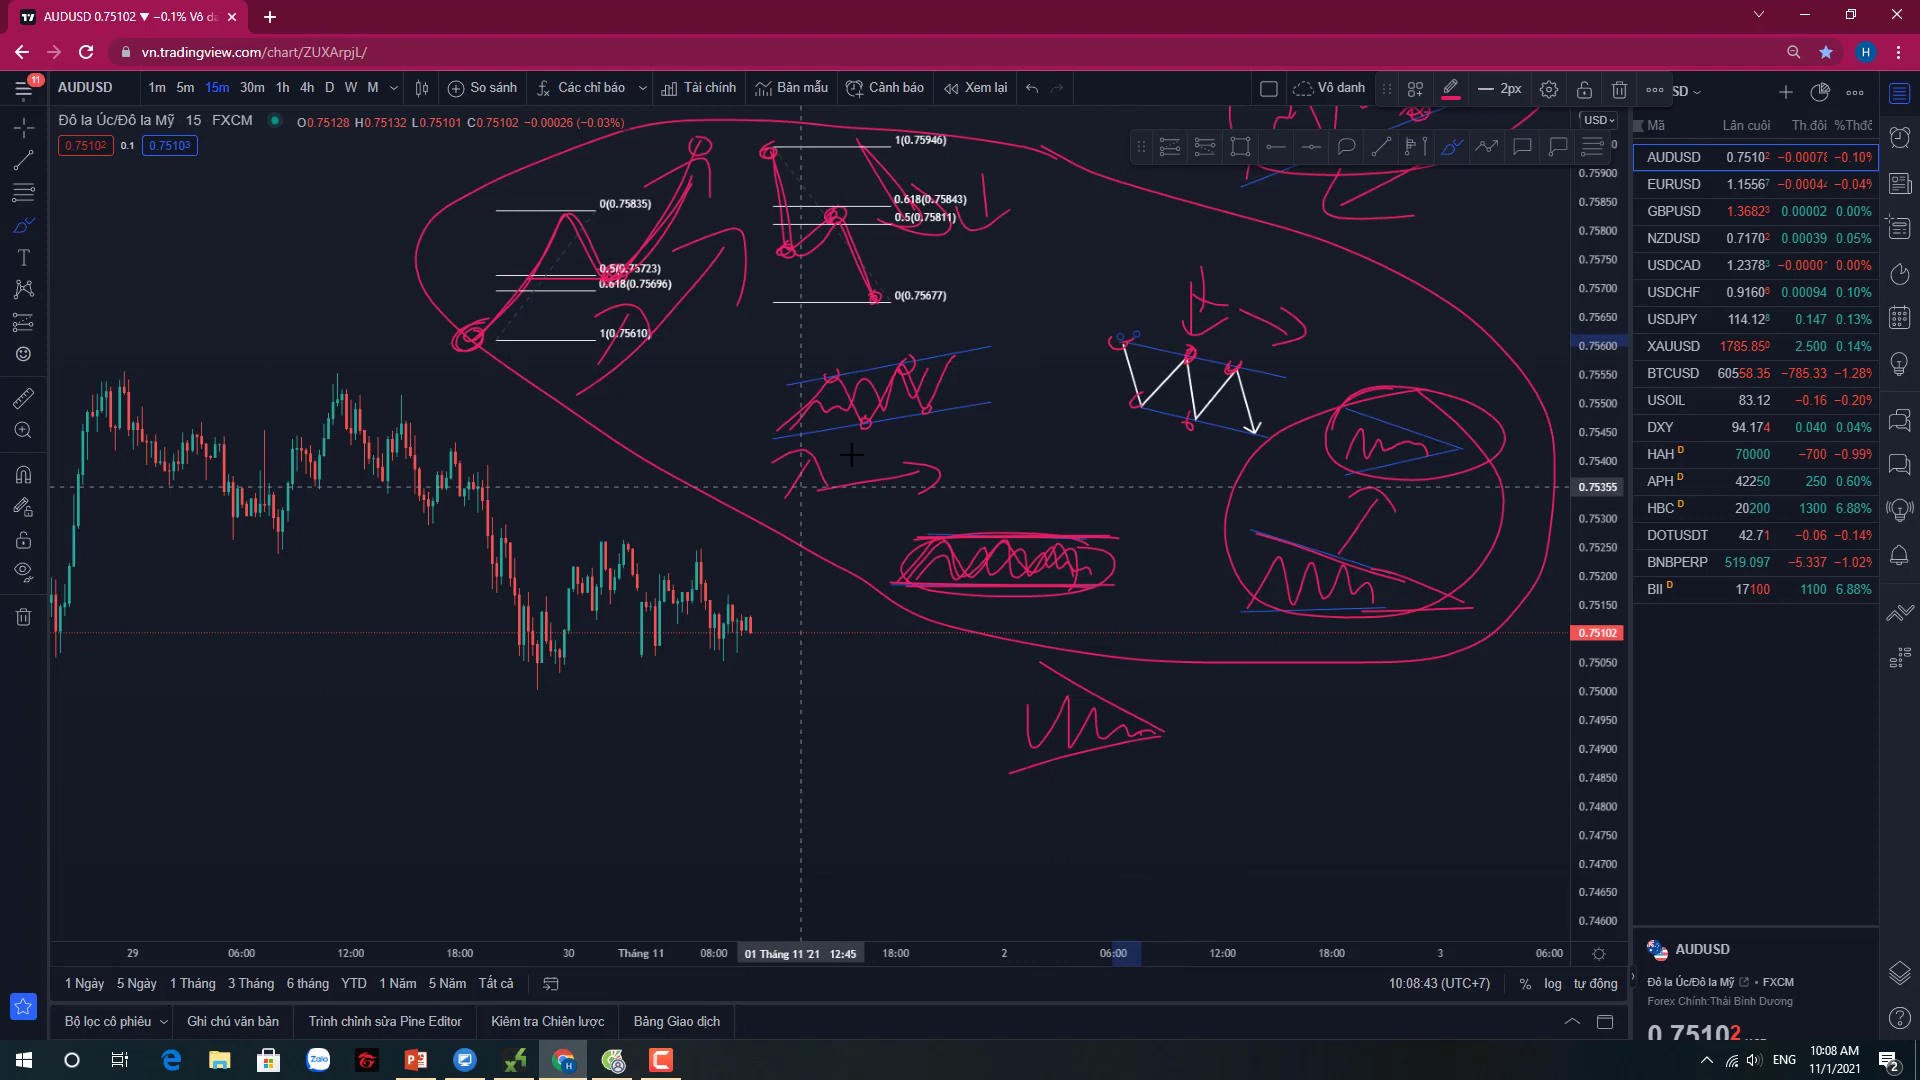 AUDUSD 0.75102 ▼ −0.1% Vô da
vn.tradingview.com/chart/ZUXArpjL/
H
11
AUDUSD
1m 5m 15m 30m 1h 4h D W M
So sánh
Các chỉ báo
Tài chính
Bản mẫu
Cảnh báo
Xem lại
Vô danh
2px
Đô la Úc/Đô la Mỹ 15 FXCM
O0.75128 H0.75132 L0.75101 C0.75102 −0.00026 (−0.03%)
0.75102 0.1 0.75103
USD
1(0.75946)
0.618(0.75843)
0.5(0.75811)
0(0.75677)
0(0.75835)
0.5(0.75723)
0.618(0.75696)
1(0.75610)
0.75900
0.75850
0.75800
0.75750
0.75700
0.75650
0.75600
0.75550
0.75500
0.75450
0.75400
0.75355
0.75300
0.75250
0.75200
0.75150
0.75102
0.75050
0.75000
0.74950
0.74900
0.74850
0.74800
0.74750
0.74700
0.74650
0.74600
29 06:00 12:00 18:00 30 Tháng 11 08:00 01 Tháng 11 '21 12:45 18:00 2 06:00 12:00 18:00 3 06:00
1 Ngày 5 Ngày 1 Tháng 3 Tháng 6 tháng YTD 1 Năm 5 Năm Tất cả
10:08:43 (UTC+7) % log tự động
Bộ lọc cổ phiếu Ghi chú văn bản Trình chỉnh sửa Pine Editor Kiểm tra Chiến lược Bảng Giao dịch
SD
Mã Lần cuối Th.đổi %Thđổ
AUDUSD 0.75102 −0.00078 −0.10%
EURUSD 1.15567 −0.00044 −0.04%
GBPUSD 1.36823 0.00002 0.00%
NZDUSD 0.71702 0.00039 0.05%
USDCAD 1.23783 −0.00001 0.00%
USDCHF 0.91608 0.00094 0.10%
USDJPY 114.128 0.147 0.13%
XAUUSD 1785.850 2.500 0.14%
BTCUSD 60558.35 −785.33 −1.28%
USOIL 83.12 −0.16 −0.20%
DXY 94.174 0.040 0.04%
HAH D 70000 −700 −0.99%
APH D 42250 250 0.60%
HBC D 20200 1300 6.88%
DOTUSDT 42.71 −0.06 −0.14%
BNBPERP 519.097 −5.337 −1.02%
BII D 17100 1100 6.88%
AUDUSD
Đô la Úc/Đô la Mỹ • FXCM
Forex Chính:Thái Bình Dương
0.75102
Zalo
ENG
10:08 AM
11/1/2021
2